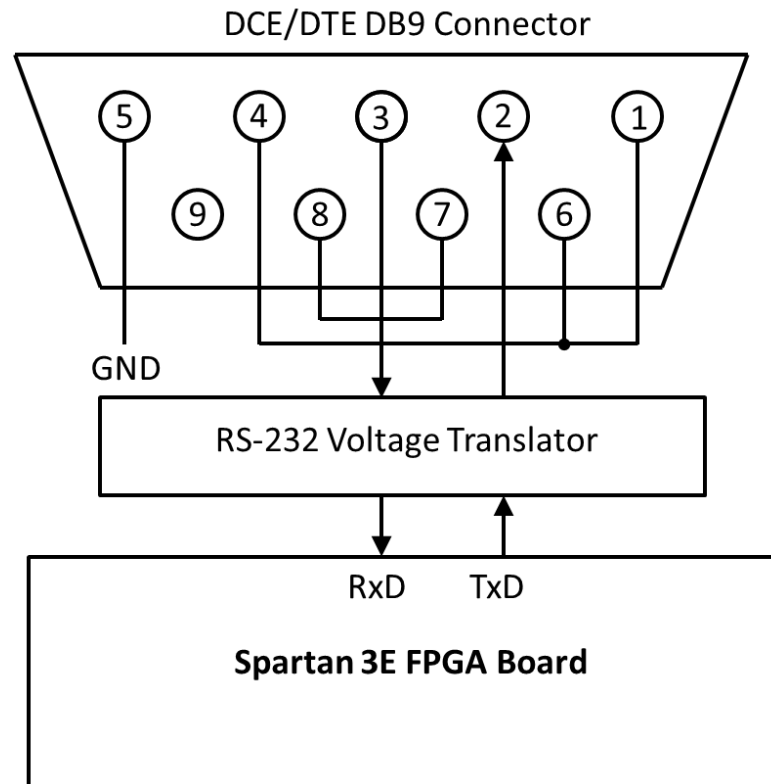 DCE/DTE DB9 Connector
5 4 3 2 1
9 8 7 6
GND
RS-232 Voltage Translator
RxD TxD
Spartan 3E FPGA Board